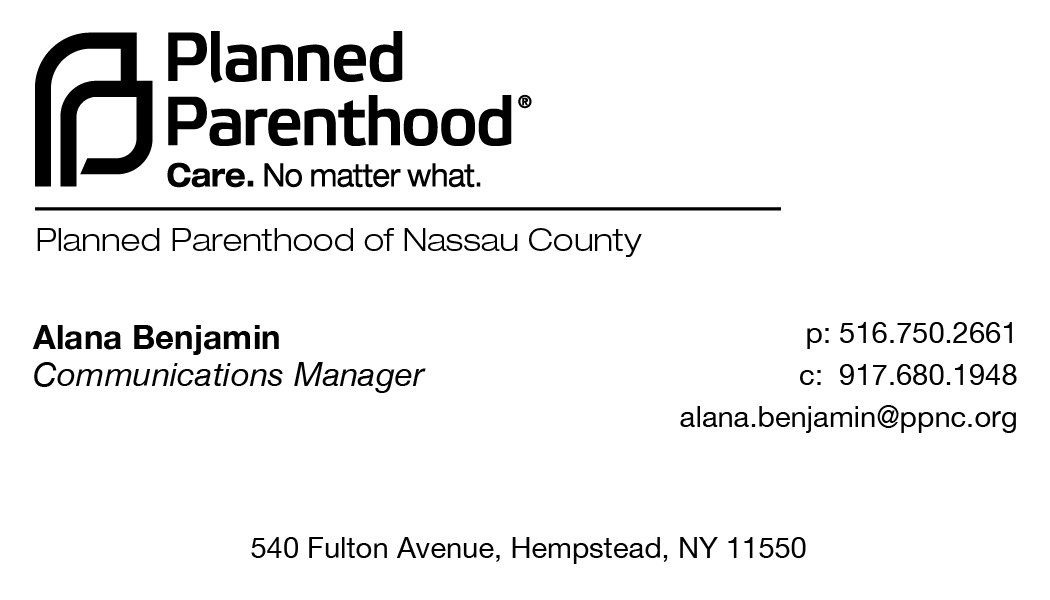 Planned
Parenthood®
Care. No matter what.
Planned Parenthood of Nassau County
Alana Benjamin
Communications Manager
p: 516.750.2661
c: 917.680.1948
alana.benjamin@ppnc.org
540 Fulton Avenue, Hempstead, NY 11550